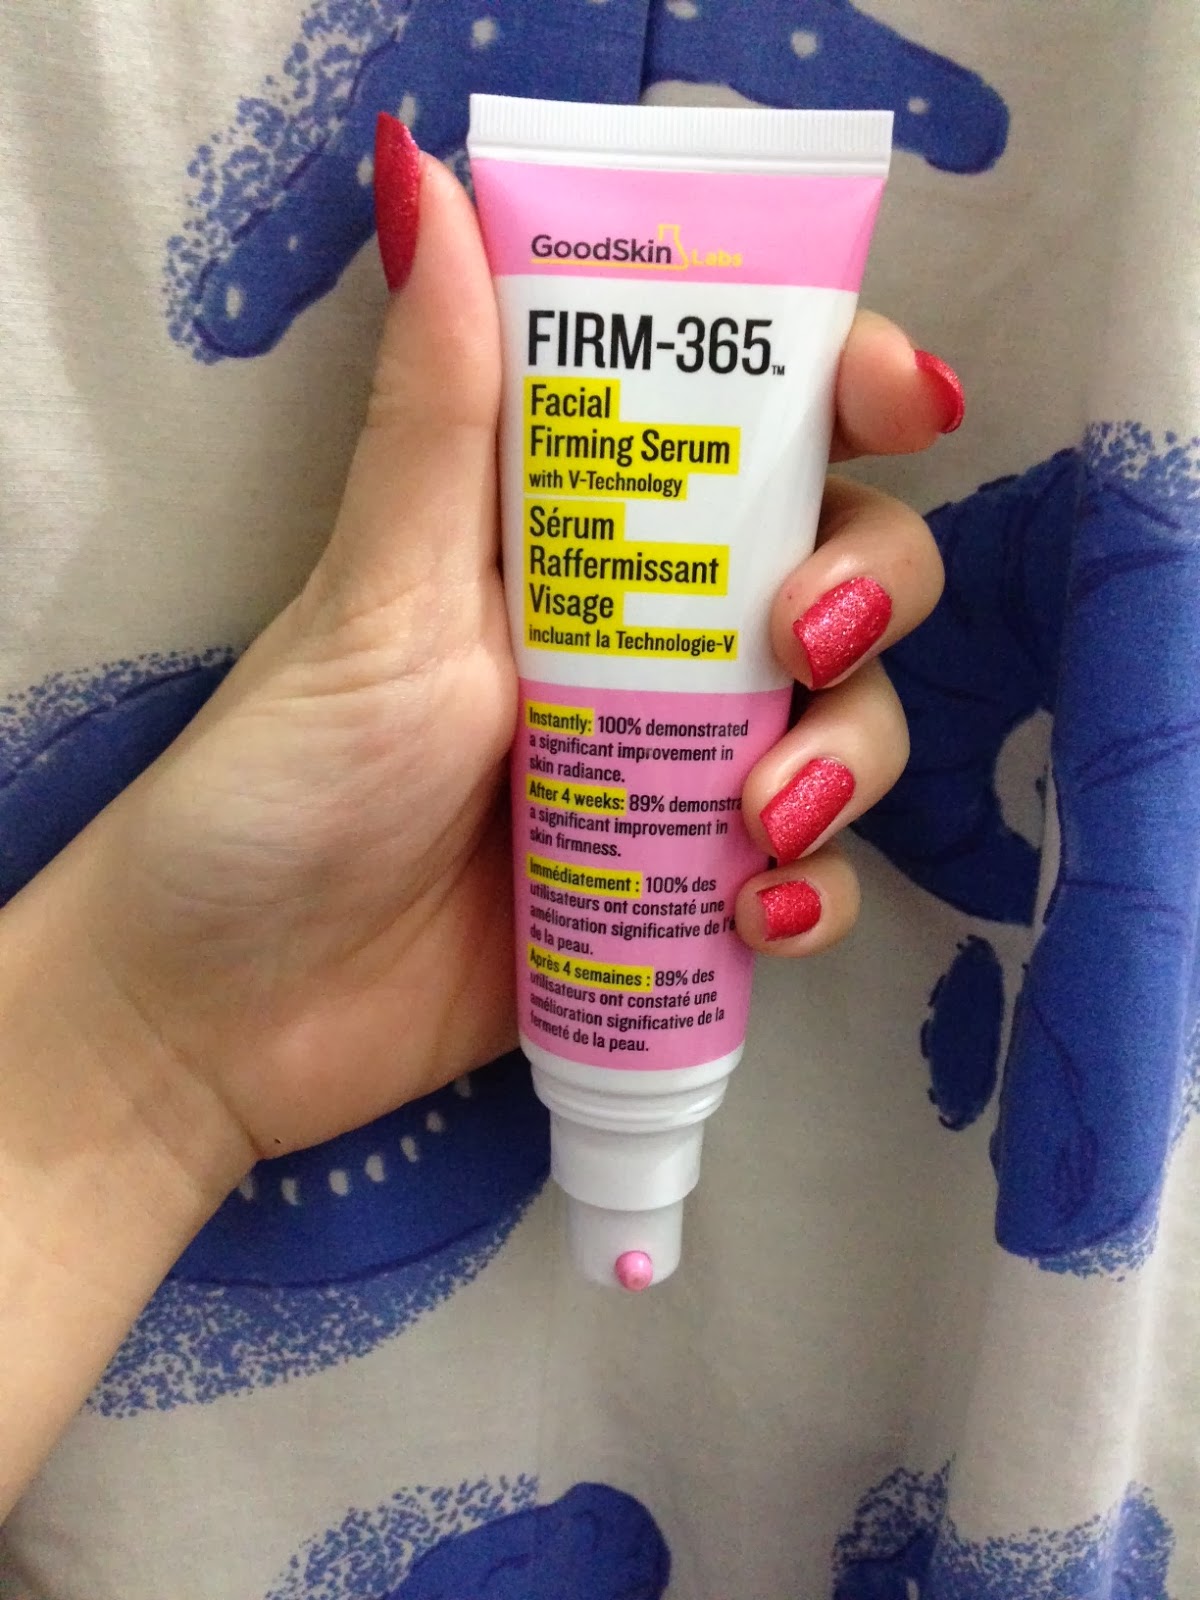 GoodSkin Labs
FIRM-365™
Facial
Firming Serum
with V-Technology
Sérum
Raffermissant
Visage
incluant la Technologie-V
Instantly: 100% demonstrated
a significant improvement in
skin radiance.
After 4 weeks: 89%
a significant improvement in
skin firmness.
Immédiatement : 100% des
utilisateurs ont constaté une
amélioration significative de
de la peau.
Après 4 semaines : 89% des
utilisateurs ont constaté une
amélioration significative de la
fermeté de la peau.